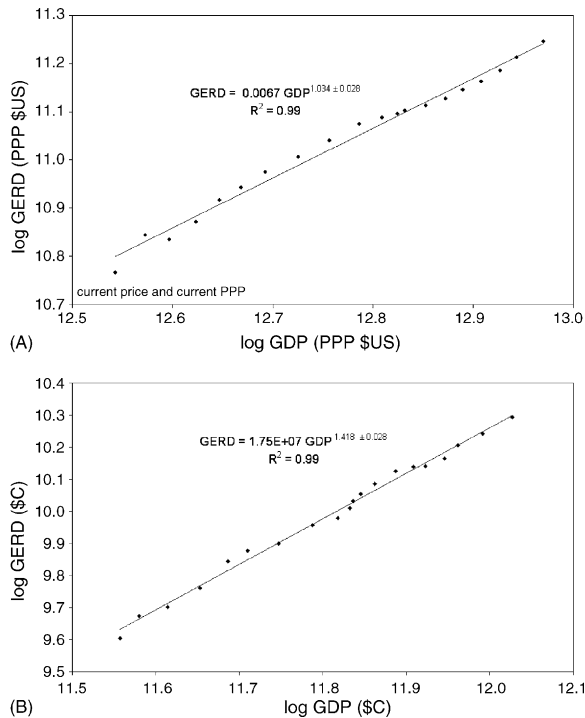 11.3
11.2
11.1
11.0
10.9
10.8
10.7
log GERD (PPP $US)
GERD = 0.0067 GDP^1.034 ± 0.028
R² = 0.99
current price and current PPP
12.5 12.6 12.7 12.8 12.9 13.0
(A) log GDP (PPP $US)
10.4
10.3
10.2
10.1
10.0
9.9
9.8
9.7
9.6
9.5
log GERD ($C)
GERD = 1.75E+07 GDP^1.418 ± 0.028
R² = 0.99
11.5 11.6 11.7 11.8 11.9 12.0 12.1
(B) log GDP ($C)